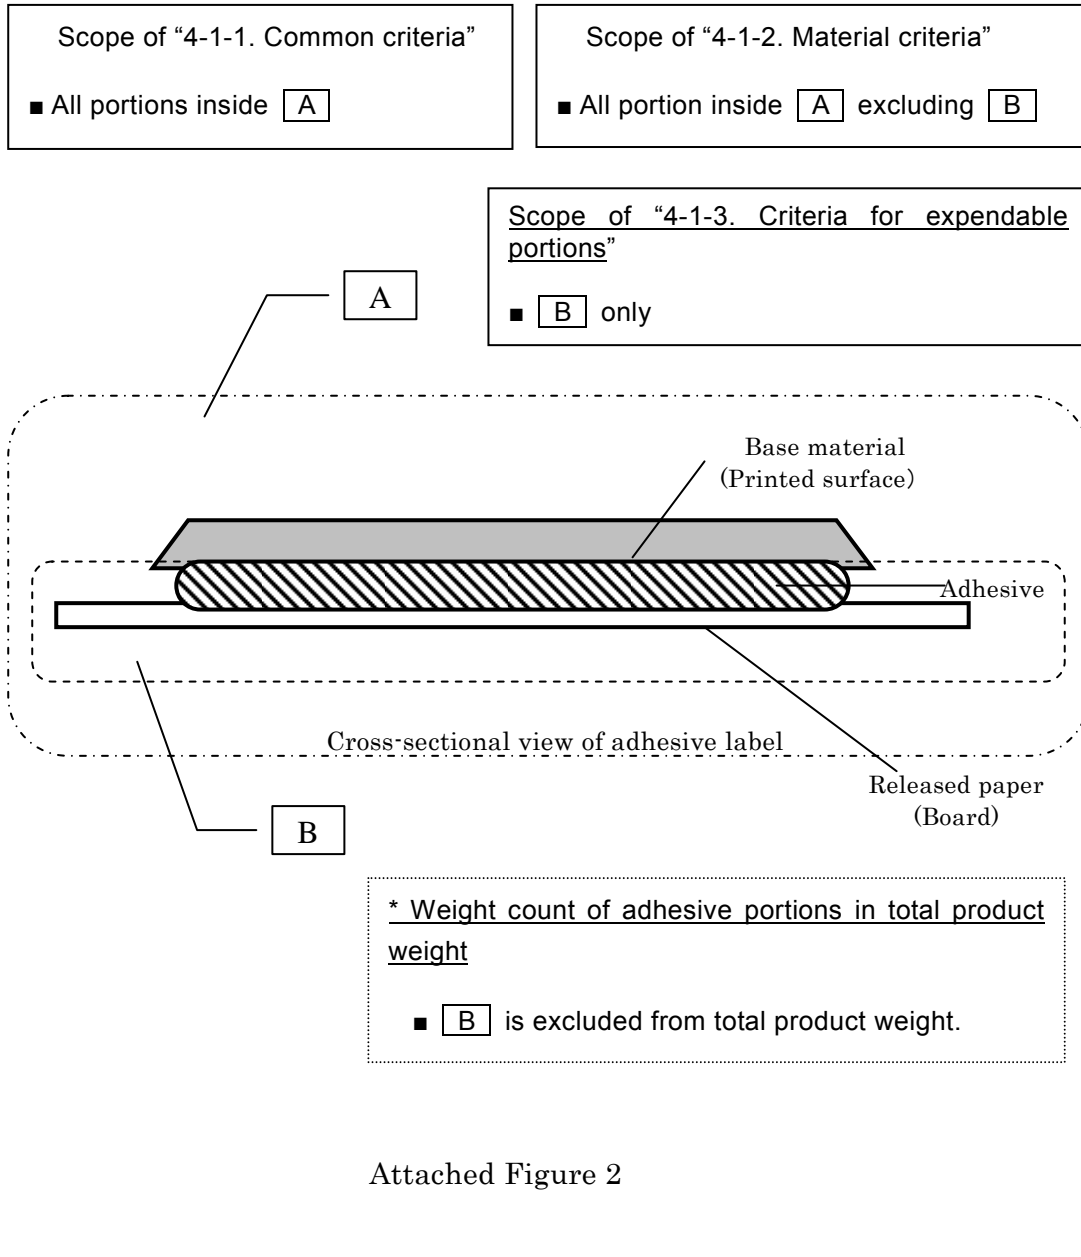 Scope of “4-1-1. Common criteria”
■ All portions inside A
Scope of “4-1-2. Material criteria”
■ All portion inside A excluding B
Scope of “4-1-3. Criteria for expendable
portions”
■ B only
A
Base material
(Printed surface)
Adhesive
Cross-sectional view of adhesive label
Released paper
(Board)
B
* Weight count of adhesive portions in total product
weight
■ B is excluded from total product weight.
Attached Figure 2